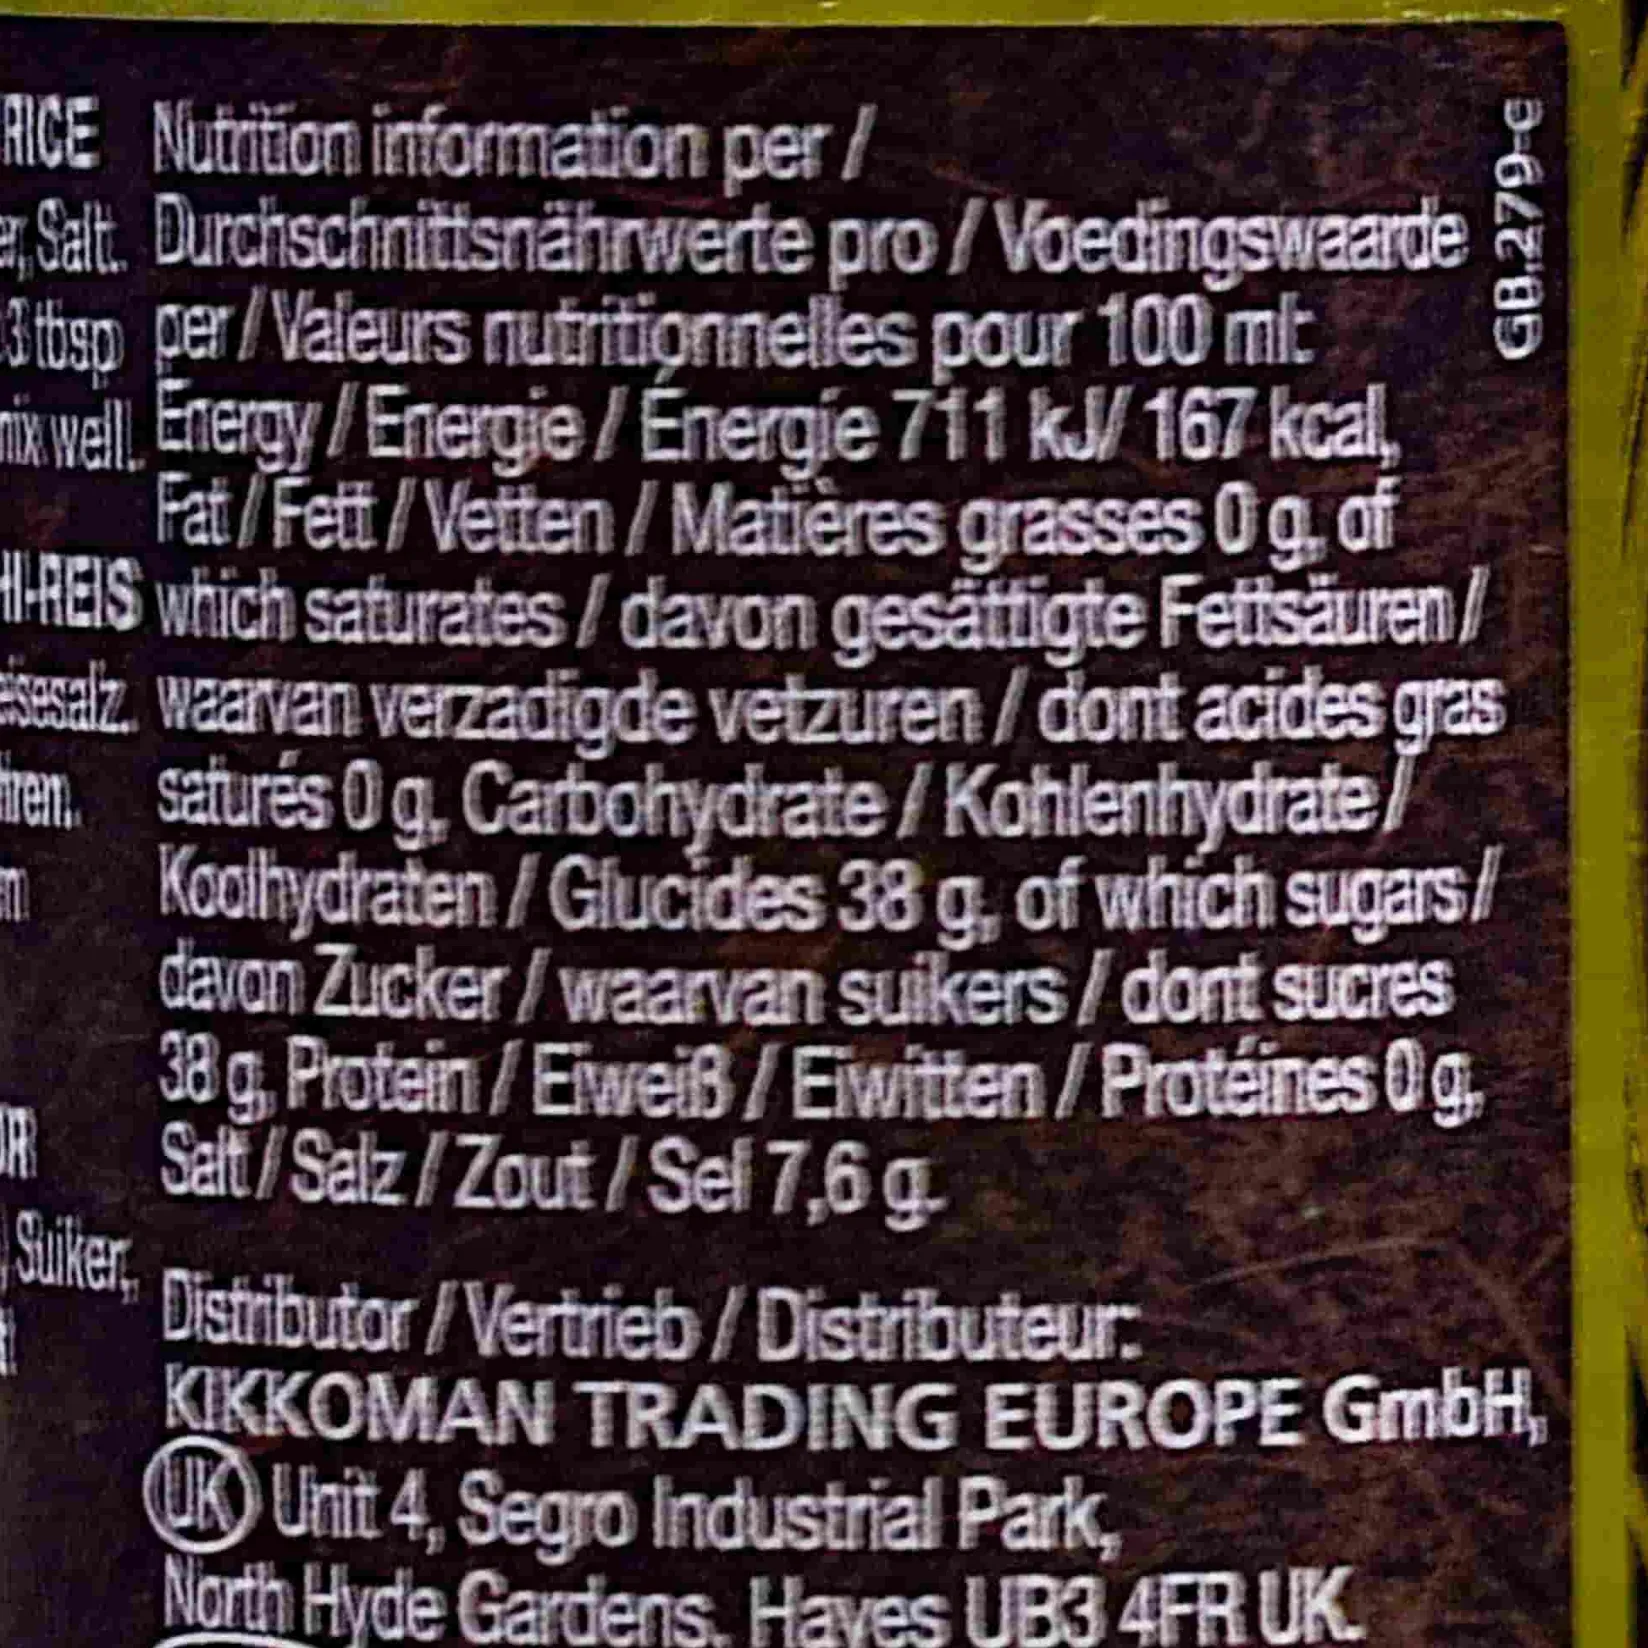 RICE
Salt.
3 tbsp
mix well.
HI-REIS
Suiker,
Nutrition information per /
Durchschnittsnährwerte pro / Voedingswaarde
per / Valeurs nutritionnelles pour 100 ml:
Energy / Energie / Énergie 711 kJ/ 167 kcal,
Fat / Fett / Vetten / Matières grasses 0 g, of
which saturates / davon gesättigte Fettsäuren /
waarvan verzadigde vetzuren / dont acides gras
saturés 0 g, Carbohydrate / Kohlenhydrate /
Koolhydraten / Glucides 38 g, of which sugars /
davon Zucker / waarvan suikers / dont sucres
38 g, Protein / Eiweiß / Eiwitten / Protéines 0 g,
Salt / Salz / Zout / Sel 7,6 g.
Distributor / Vertrieb / Distributeur:
KIKKOMAN TRADING EUROPE GmbH,
UK Unit 4, Segro Industrial Park,
North Hyde Gardens, Hayes UB3 4FR UK.
GB.279-e